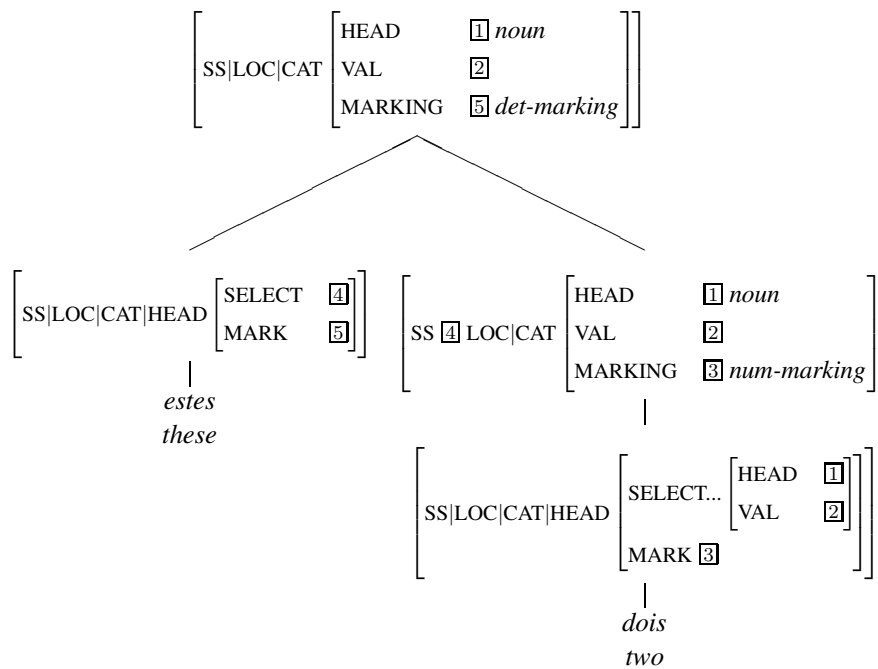 HEAD 1 noun
SS|LOC|CAT VAL 2
MARKING 5 det-marking
SS|LOC|CAT|HEAD SELECT 4
MARK 5
estes
these
HEAD 1 noun
SS 4 LOC|CAT VAL 2
MARKING 3 num-marking
SS|LOC|CAT|HEAD SELECT... HEAD 1
VAL 2
MARK 3
dois
two